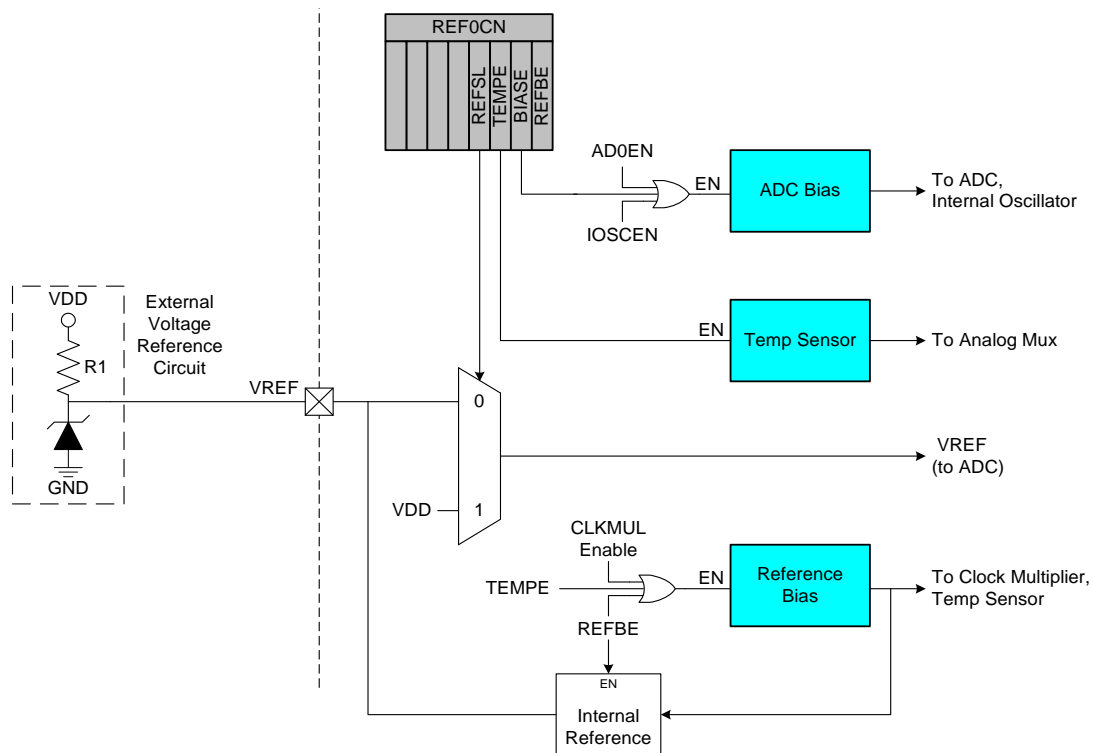 REF0CN
REFSL
TEMPE
BIASE
REFBE
AD0EN
EN
ADC Bias
To ADC,
Internal Oscillator
IOSCEN
VDD
R1
GND
External
Voltage
Reference
Circuit
EN
Temp Sensor
To Analog Mux
VREF
0
VREF
(to ADC)
VDD
1
CLKMUL
Enable
TEMPE
REFBE
EN
Reference
Bias
To Clock Multiplier,
Temp Sensor
EN
Internal
Reference